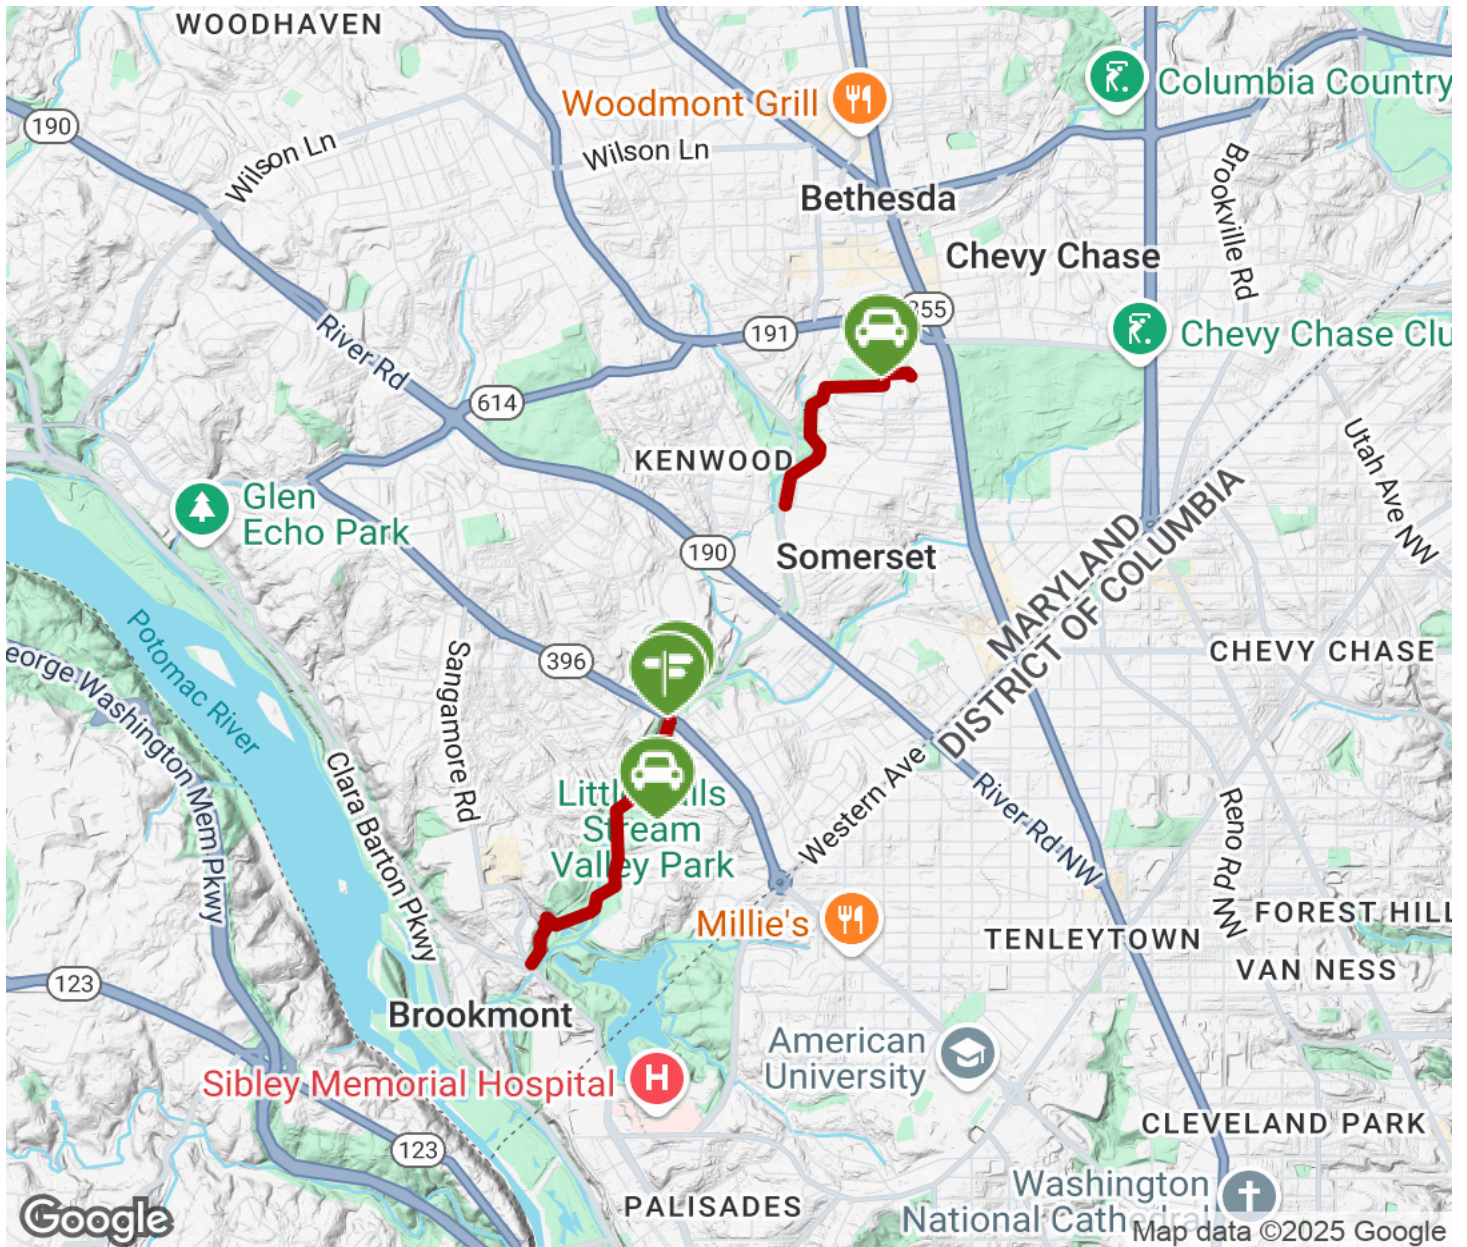 WOODHAVEN
Woodmont Grill
Columbia Country
190
Wilson Ln
Wilson Ln
Brookville Rd
Bethesda
Chevy Chase
355
191
Chevy Chase Clu
River Rd
614
KENWOOD
Utah Ave NW
Glen
Echo Park
190
Somerset
MARYLAND
DISTRICT OF COLUMBIA
Potomac River
396
Sangamore Rd
CHEVY CHASE
eorge Washington Mem Pkwy
Clara Barton Pkwy
Western Ave
River Rd NW
Reno Rd NW
Stream
Valley Park
Millie's
TENLEYTOWN
FOREST HILL
VAN NESS
123
Brookmont
American
University
Sibley Memorial Hospital
H
CLEVELAND PARK
123
PALISADES
Washington
National Cathedral
Google
Map data ©2025 Google